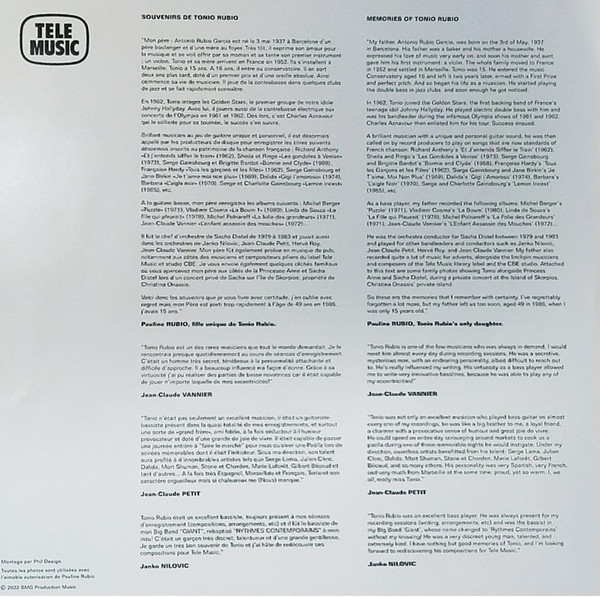 TELE
MUSIC
SOUVENIRS DE TONIO RUBIO
"Mon père : Antonio Rubio Garcia est né le 3 mai 1937 à Barcelone d'un
père boulanger et d'une mère au foyer. Très tôt, il exprime son amour pour
la musique et se voit offrir par sa maman et sa tante son premier instrument
: un violon. Tonio et sa mère arrivent en France en 1952. Ils s'installent à
Marseille, Tonio a 15 ans. A 16 ans, il entre au conservatoire. Il en sort
deux ans plus tard, doté d'un premier prix et d'une oreille absolue. Ainsi
commence sa vie de musicien. Il joue de la contrebasse dans quelques clubs
de jazz et se fait rapidement connaître.
En 1962, Tonio intègre les Golden Stars, le premier groupe de notre idole
Johnny Hallyday. Avec lui, il jouera de la contrebasse électrique aux
concerts de l'Olympia en 1961 et 1962. Dès lors, c'est Charles Aznavour
qui le sollicite pour sa tournée, le succès s'en suivre.
Brillant musicien au jeu de guitare unique et personnel, il est désormais
appelé par les producteurs de disque pour enregistrer les titres suivants
désormais inscrits au patrimoine de la chanson française : Richard Anthony
«Et j'entends siffler le train» (1962), Sheila et Ringo «Les gondoles à Venise»
(1973), Serge Gainsbourg et Brigitte Bardot «Bonnie and Clyde» (1968),
Françoise Hardy «Tous les garçons et les filles» (1962), Serge Gainsbourg et
Jane Birkin «Je t'aime moi non plus» (1969), Dalida «Gigi l'amoroso» (1974),
Barbara «L'aigle noir» (1970), Serge et Charlotte Gainsbourg «Lemon incest»
(1985), etc.
A la guitare basse, mon père enregistre les albums suivants : Michel Berger
«Puzzle» (1971), Vladimir Cosma «La Boum 1» (1980), Linda de Souza «La
fille qui pleurait» (1978), Michel Polnareff «La folie des grandeurs» (1971),
Jean-Claude Vannier «L'enfant assassin des mouches» (1972)...
Il fut le chef d'orchestre de Sacha Distel de 1979 à 1983 et jouait aussi
dans les orchestres de Janko Nilovic, Jean-Claude Petit, Hervé Roy,
Jean-Claude Vannier. Mon père fût également prolixe en musique de pub,
notamment aux côtés des musiciens et compositeurs piliers du label Tele
Music et studio CBE. Je vous envoie également quelques clichés familiaux
où vous apercevez mon père aux côtés de la Princesse Anne et Sacha
Distel lors d'un concert privé de Sacha sur l'île de Skorpios, propriété de
Christina Onassis.
Voici donc les souvenirs que je vous livre avec certitude, j'en oublie avec
regret mais mon Père est parti trop rapidement à l'âge de 49 ans en 1986,
j'avais 15 ans."
Pauline RUBIO, fille unique de Tonio Rubio.
"Tonio Rubio est un des rares musiciens que tout le monde demandait. Je le
rencontrais presque quotidiennement au cours de séances d'enregistrement.
C'était un homme très secret, ténébreux à la personnalité attachante et
difficile d'approche. Il a beaucoup influencé ma façon d'écrire. Grâce à sa
virtuosité j'ai pu réaliser des parties de basse novatrices car il était capable
de jouer n'importe laquelle de mes excentricités!"
Jean-Claude VANNIER
"Tonio n'était pas seulement un excellent musicien, il était un guitariste-
bassiste présent dans la quasi-totalité de mes enregistrements, et surtout
une sorte de «grand frère», ami fidèle, à la fois séducteur à l'humour
provocateur et doté d'une grande joie de vivre. Il était capable de passer
une journée entière à "faire le marché" pour nous cuisiner une Paëlla lors de
soirées mémorables dont il était l'instigateur. Sous ma direction, son talent
aura profité à d'innombrables artistes tels que Serge Lama, Julien Clerc,
Dalida, Mort Shuman, Stone et Charden, Marie Laforêt, Gilbert Bécaud et
tant d'autres... A la fois très Espagnol, Marseillais et Français, Tonio et son
caractère orgueilleux mais si chaleureux me (Nous) manque."
Jean-Claude PETIT
"Tonio Rubio était un excellent bassiste, toujours présent à mes séances
d'enregistrement (compositions, arrangements, etc) et il fût le bassiste de
mon Big Band "GIANT", rebaptisé "RYTHMES CONTEMPORAINS" à mon
insu! C'était un garçon très discret, talentueux et d'une grande gentillesse.
Je garde un très bon souvenir de Tonio et j'ai hâte de redécouvrir ses
compositions pour Tele Music."
Janko NILOVIC
MEMORIES OF TONIO RUBIO
"My father, Antonio Rubio Garcia, was born on the 3rd of May, 1937
in Barcelona. His father was a baker and his mother a housewife. He
expressed his love of music very early on, and soon his mother and aunt
gave him his first instrument: a violin. The whole family moved to France
in 1952 and settled in Marseille. Tonio was 15. He entered the music
Conservatory aged 16 and left it two years later, armed with a First Prize
and perfect pitch. And so began his life as a musician. He started playing
the double bass in jazz clubs, and soon enough he got noticed.
In 1962, Tonio joined the Golden Stars, the first backing band of France's
teenage idol Johnny Hallyday. He played electric double bass with him and
was his bandleader during the infamous Olympia shows of 1961 and 1962.
Then, Charles Aznavour enlisted him for his tour. Success ensued.
A brilliant musician with a unique and personal guitar sound, he was then
called on by record producers to play on songs that are now standards of
French chanson: Richard Anthony's 'Et J'entends Siffler le Train' (1962),
Sheila and Ringo's 'Les Gondoles à Venise' (1973), Serge Gainsbourg
and Brigitte Bardot's 'Bonnie and Clyde' (1968), Françoise Hardy's 'Tous
les Garçons et les Filles' (1962), Serge Gainsbourg and Jane Birkin's 'Je
T'aime, Moi Non Plus' (1969), Dalida's 'Gigi l'Amoroso' (1974), Barbara's
'L'aigle Noir' (1970), Serge and Charlotte Gainsbourg's 'Lemon Incest'
(1985), etc.
As a bass player, my father recorded the following albums: Michel Berger's
'Puzzle' (1971), Vladimir Cosma's 'La Boum' (1980), Linda de Souza's
'La Fille qui Pleurait' (1978), Michel Polnareff's 'La Folie des Grandeurs'
(1971), Jean-Claude Vannier's 'L'Enfant Assassin des Mouches' (1972)...
He was the orchestra conductor for Sacha Distel between 1979 and 1983
and played for other bandleaders and conductors such as Janko Nilovic,
Jean-Claude Petit, Hervé Roy, and Jean-Claude Vannier. My father also
recorded quite a lot of music for adverts, alongside the linchpin musicians
and composers of the Tele Music library label and the CBE studio. Attached
to this text are some family photos showing Tonio alongside Princess
Anne and Sacha Distel, during a private concert at the Island of Skorpios,
Christina Onassis' private island.
So these are the memories that I remember with certainty. I've regrettably
forgotten a lot more, but my father left us too soon, aged 49 in 1986, when I
was only 15 years old."
Pauline RUBIO, Tonio Rubio's only daughter.
"Tonio Rubio is one of the few musicians who was always in demand. I would
meet him almost every day during recording sessions. He was a secretive,
mysterious man, with an endearing personality, albeit difficult to reach out
to. He's really influenced my writing. His virtuosity as a bass player allowed
me to write very innovative basslines, because he was able to play any of
my eccentricities!"
Jean-Claude VANNIER
"Tonio was not only an excellent musician who played bass guitar on almost
every one of my recordings, he was like a big brother to me, a loyal friend,
a charmer with a provocative sense of humour and great joie de vivre.
He could spend an entire day scourging around markets to cook us a
paella during one of those memorable nights he would instigate. Under my
direction, countless artists benefitted from his talent: Serge Lama, Julien Clerc,
Dalida, Mort Shuman, Stone et Charden, Marie Laforêt, Gilbert
Bécaud, and so many others. His personality was very Spanish, very French,
and very much from Marseille at the same time; proud, yet so warm. I, we
all, really miss Tonio."
Jean-Claude PETIT
"Tonio Rubio was an excellent bass player. He was always present for my
recording sessions (writing, arrangements, etc) and was the bassist in
my Big Band 'Giant', whose name changed to 'Rythmes Contemporains'
without my knowing! He was a very discreet young man, talented, and
extremely kind. I have nothing but good memories of Tonio, and I'm looking
forward to rediscovering his compositions for Tele Music."
Janko NILOVIC
Montage par Phil Design
Toutes les photos sont utilisées avec
l'aimable autorisation de Pauline Rubio
© 2022 BMG Production Music